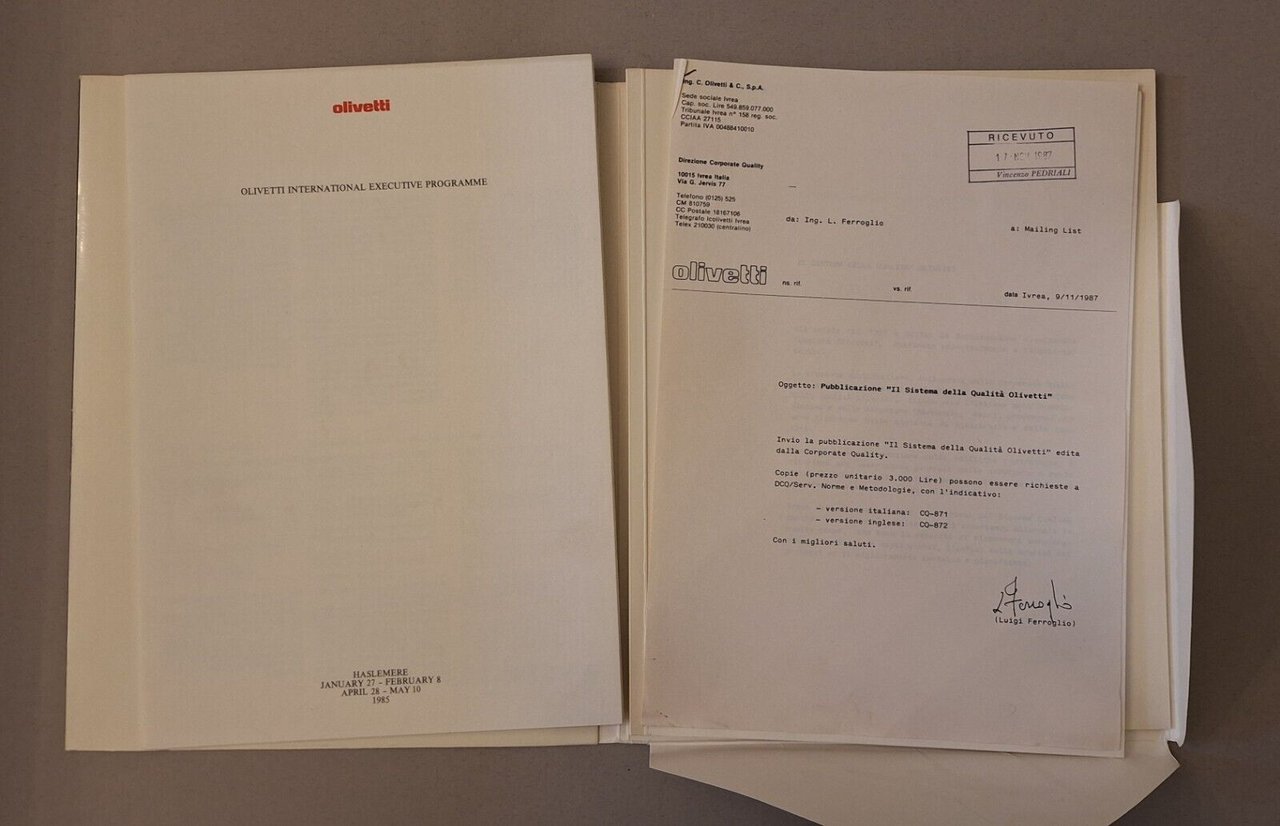 olivetti
OLIVETTI INTERNATIONAL EXECUTIVE PROGRAMME
HASLEMERE
JANUARY 27 - FEBRUARY 8
APRIL 28 - MAY 10
1985
Ing. C. Olivetti & C., S.p.A.
Sede sociale Ivrea
Cap. soc. Lire 549.859.077.000
Tribunale Ivrea n° 158 reg. soc.
CCIAA 27115
Partita IVA 00488410010
Direzione Corporate Quality
10015 Ivrea Italia
Via G. Jervis 77
Telefono (0125) 525
CM 810759
CC Postale 18167106
Telegrafo Icolivetti Ivrea
Telex 210030 (centralino)
RICEVUTO
17 NOV 1987
Vincenzo PEDRIALI
da: Ing. L. Ferroglio
a: Mailing List
olivetti
ns. rif.
vs. rif.
data Ivrea, 9/11/1987
Oggetto: Pubblicazione "Il Sistema della Qualità Olivetti"
Invio la pubblicazione "Il Sistema della Qualità Olivetti" edita
dalla Corporate Quality.
Copie (prezzo unitario 3.000 Lire) possono essere richieste a
DCQ/Serv. Norme e Metodologie, con l'indicativo:
- versione italiana: CQ-871
- versione inglese: CQ-872
Con i migliori saluti.
L Ferroglio
(Luigi Ferroglio)